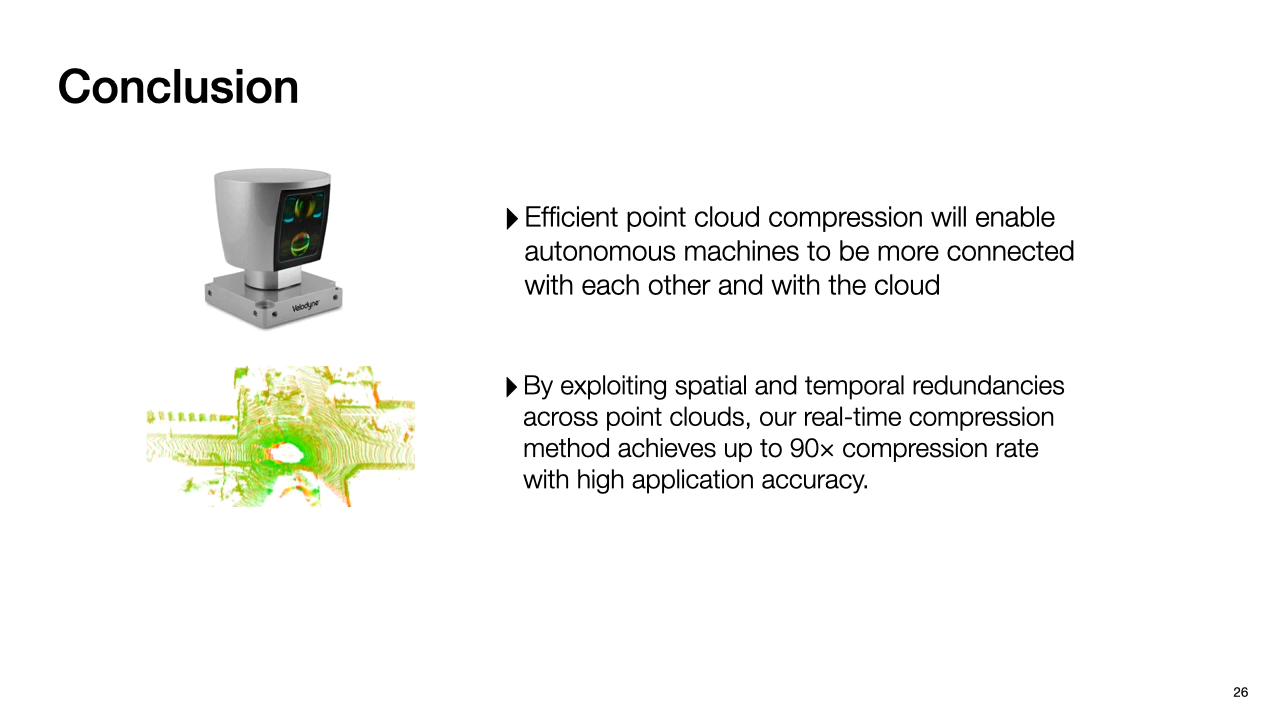 Conclusion
Velodyne
▸Efficient point cloud compression will enable
autonomous machines to be more connected
with each other and with the cloud
▸By exploiting spatial and temporal redundancies
across point clouds, our real-time compression
method achieves up to 90× compression rate
with high application accuracy.
26